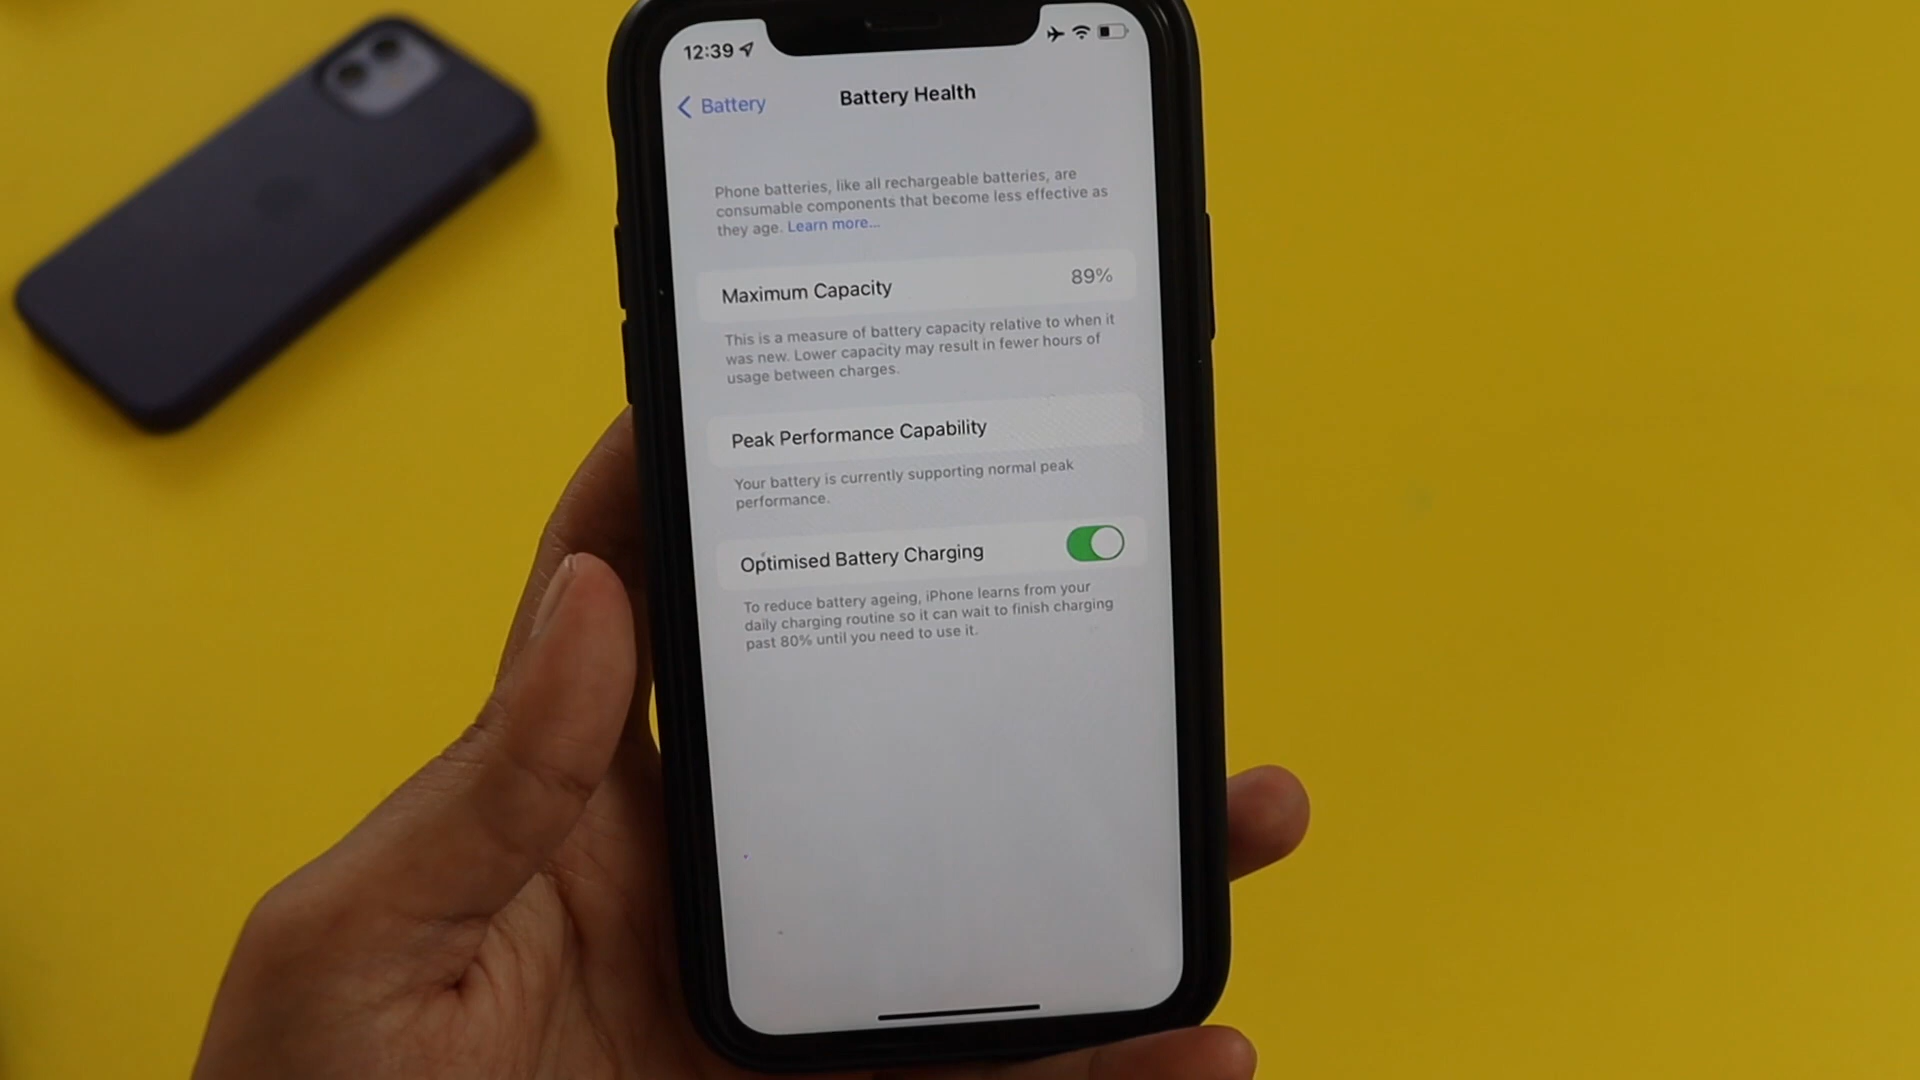 12:39
Battery
Battery Health
Phone batteries, like all rechargeable batteries, are
consumable components that become less effective as
they age. Learn more...
Maximum Capacity
89%
This is a measure of battery capacity relative to when it
was new. Lower capacity may result in fewer hours of
usage between charges.
Peak Performance Capability
Your battery is currently supporting normal peak
performance.
Optimised Battery Charging
To reduce battery ageing, iPhone learns from your
daily charging routine so it can wait to finish charging
past 80% until you need to use it.